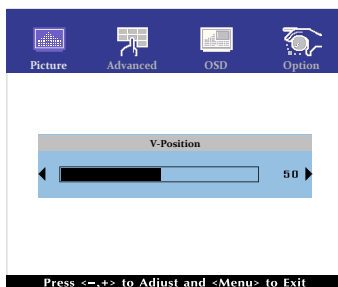 Picture Advanced OSD Option
V-Position
50
Press <–,+> to Adjust and <Menu> to Exit